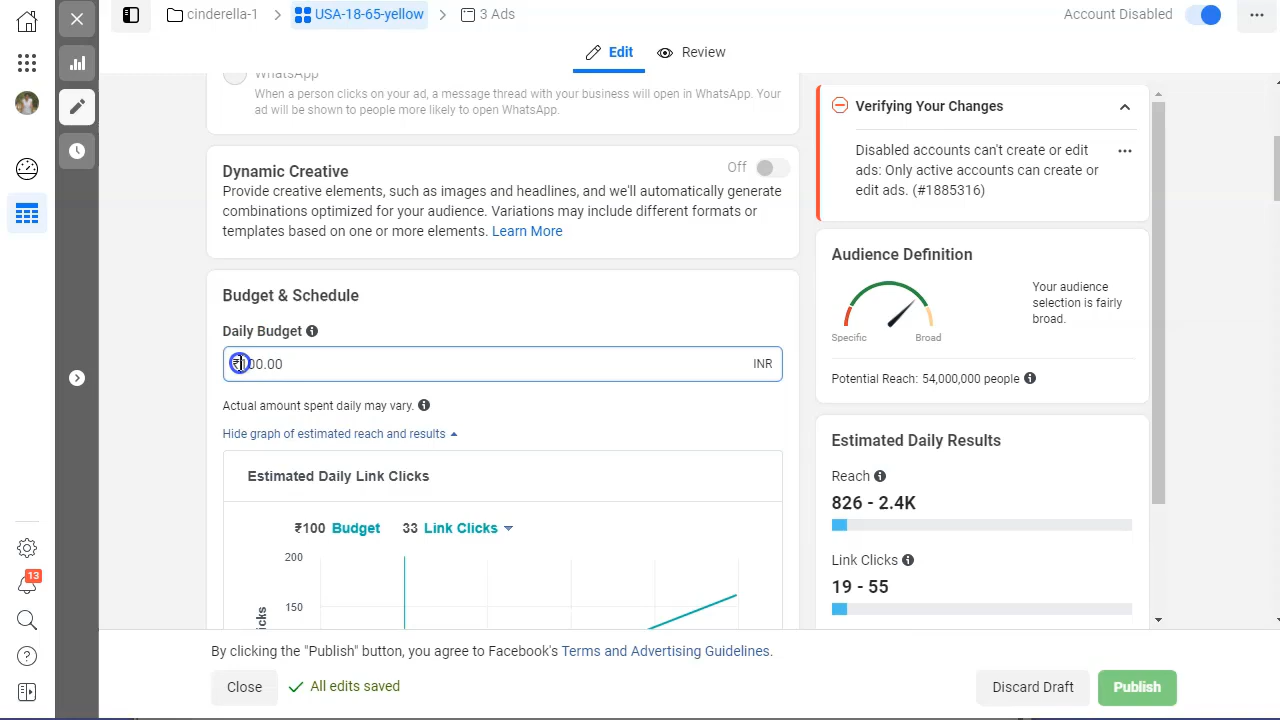 cinderella-1
USA-18-65-yellow
3 Ads
Account Disabled
Edit
Review
WhatsApp
When a person clicks on your ad, a message thread with your business will open in WhatsApp. Your
ad will be shown to people more likely to open WhatsApp.
Dynamic Creative
Off
Provide creative elements, such as images and headlines, and we'll automatically generate
combinations optimized for your audience. Variations may include different formats or
templates based on one or more elements. Learn More
Budget & Schedule
Daily Budget
₹100.00
INR
Actual amount spent daily may vary.
Hide graph of estimated reach and results
Estimated Daily Link Clicks
₹100 Budget 33 Link Clicks
200
150
Verifying Your Changes
Disabled accounts can't create or edit
ads: Only active accounts can create or
edit ads. (#1885316)
Audience Definition
Your audience
selection is fairly
broad.
Specific
Broad
Potential Reach: 54,000,000 people
Estimated Daily Results
Reach
826 - 2.4K
Link Clicks
19 - 55
13
By clicking the "Publish" button, you agree to Facebook's Terms and Advertising Guidelines.
Close
All edits saved
Discard Draft
Publish